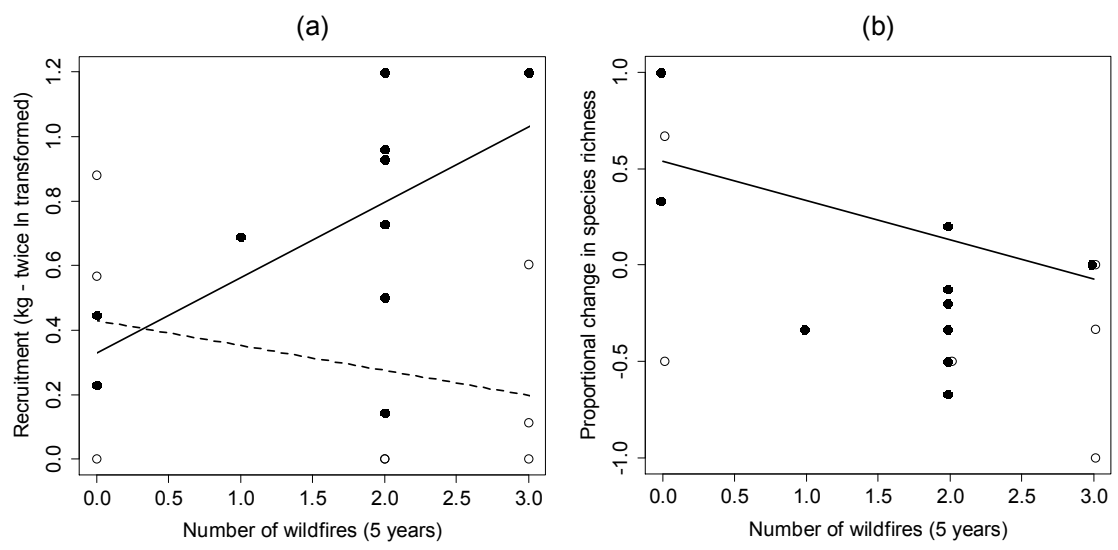 (a)
Recruitment (kg - twice ln transformed)
1.2
1.0
0.8
0.6
0.4
0.2
0.0
0.0 0.5 1.0 1.5 2.0 2.5 3.0
Number of wildfires (5 years)
(b)
Proportional change in species richness
1.0
0.5
0.0
-0.5
-1.0
0.0 0.5 1.0 1.5 2.0 2.5 3.0
Number of wildfires (5 years)